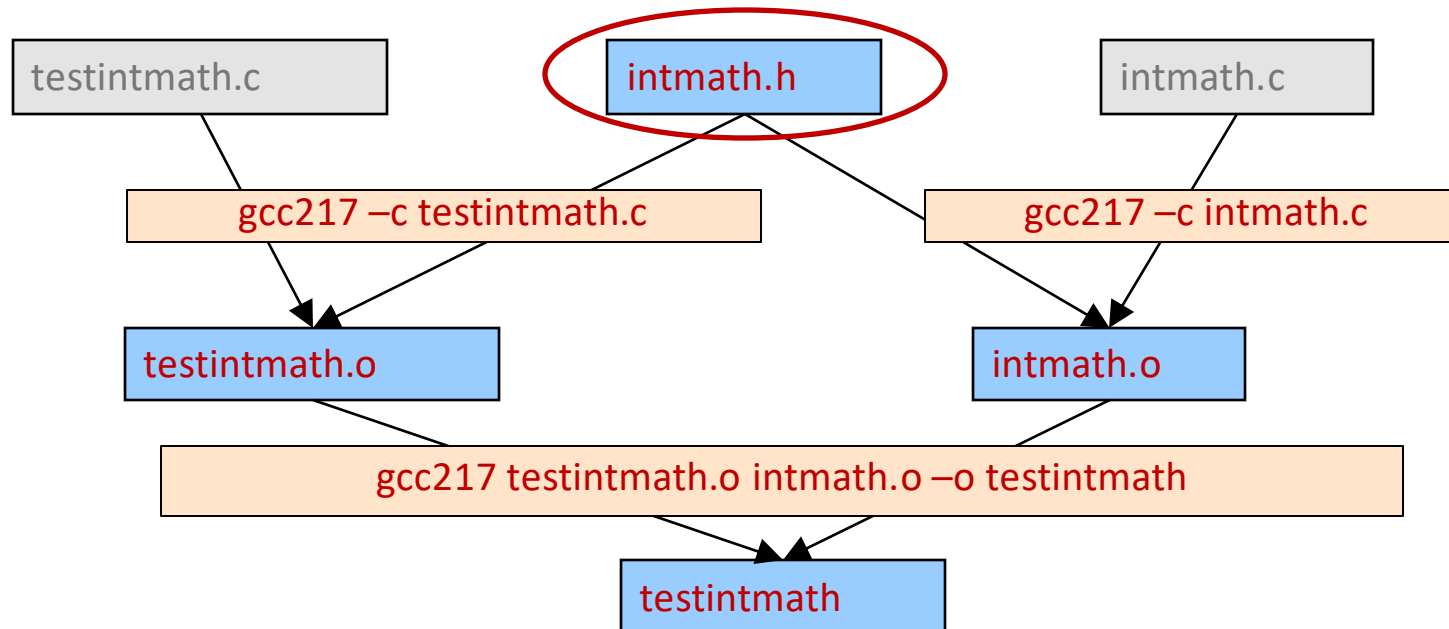 testintmath.c
intmath.h
intmath.c
gcc217 –c testintmath.c
gcc217 –c intmath.c
testintmath.o
intmath.o
gcc217 testintmath.o intmath.o –o testintmath
testintmath